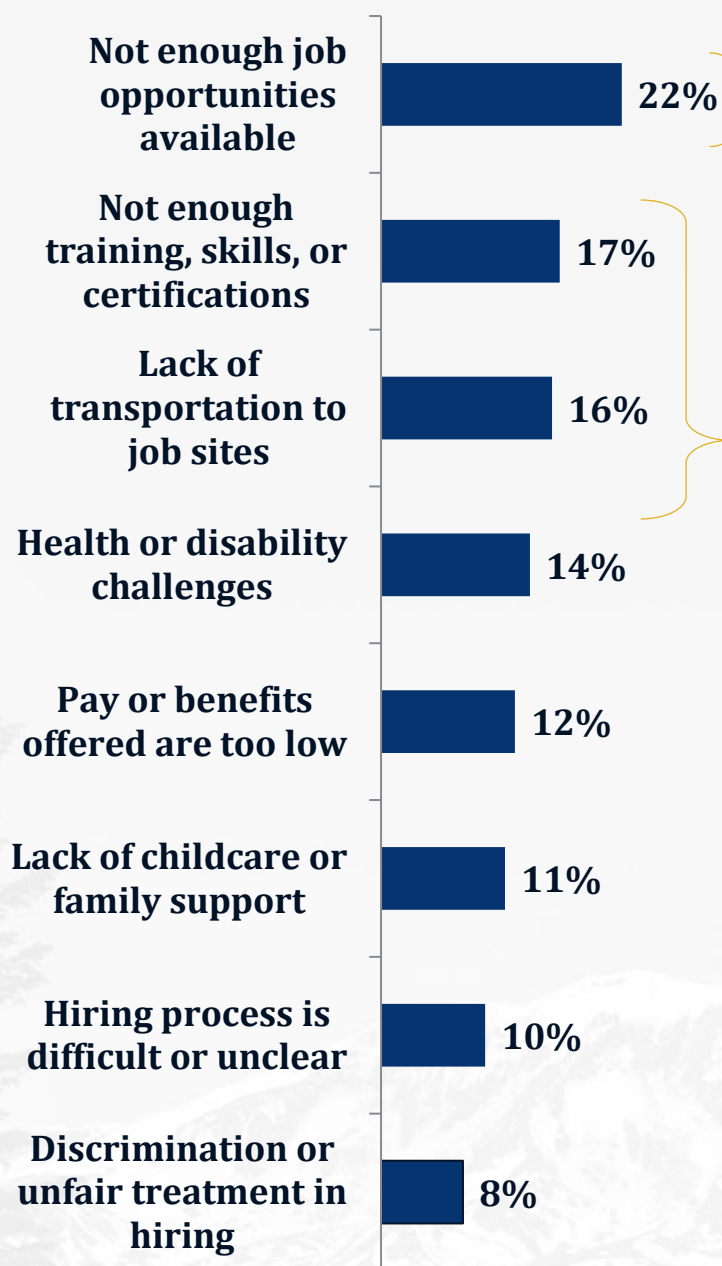 Not enough job
opportunities
available
22%
Not enough
training, skills, or
certifications
17%
Lack of
transportation to
job sites
16%
Health or disability
challenges
14%
Pay or benefits
offered are too low
12%
Lack of childcare or
family support
11%
Hiring process is
difficult or unclear
10%
Discrimination or
unfair treatment in
hiring
8%